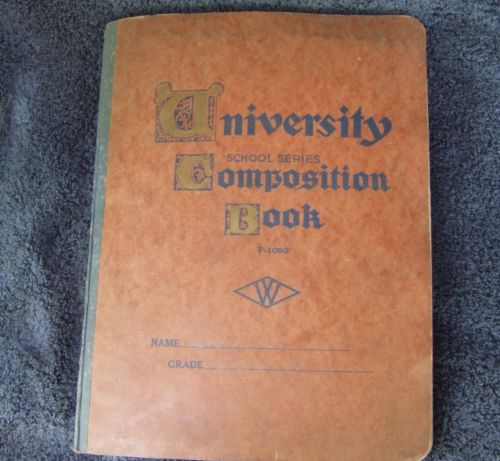 University
SCHOOL SERIES
Composition
Book
F-1083
W
NAME
GRADE